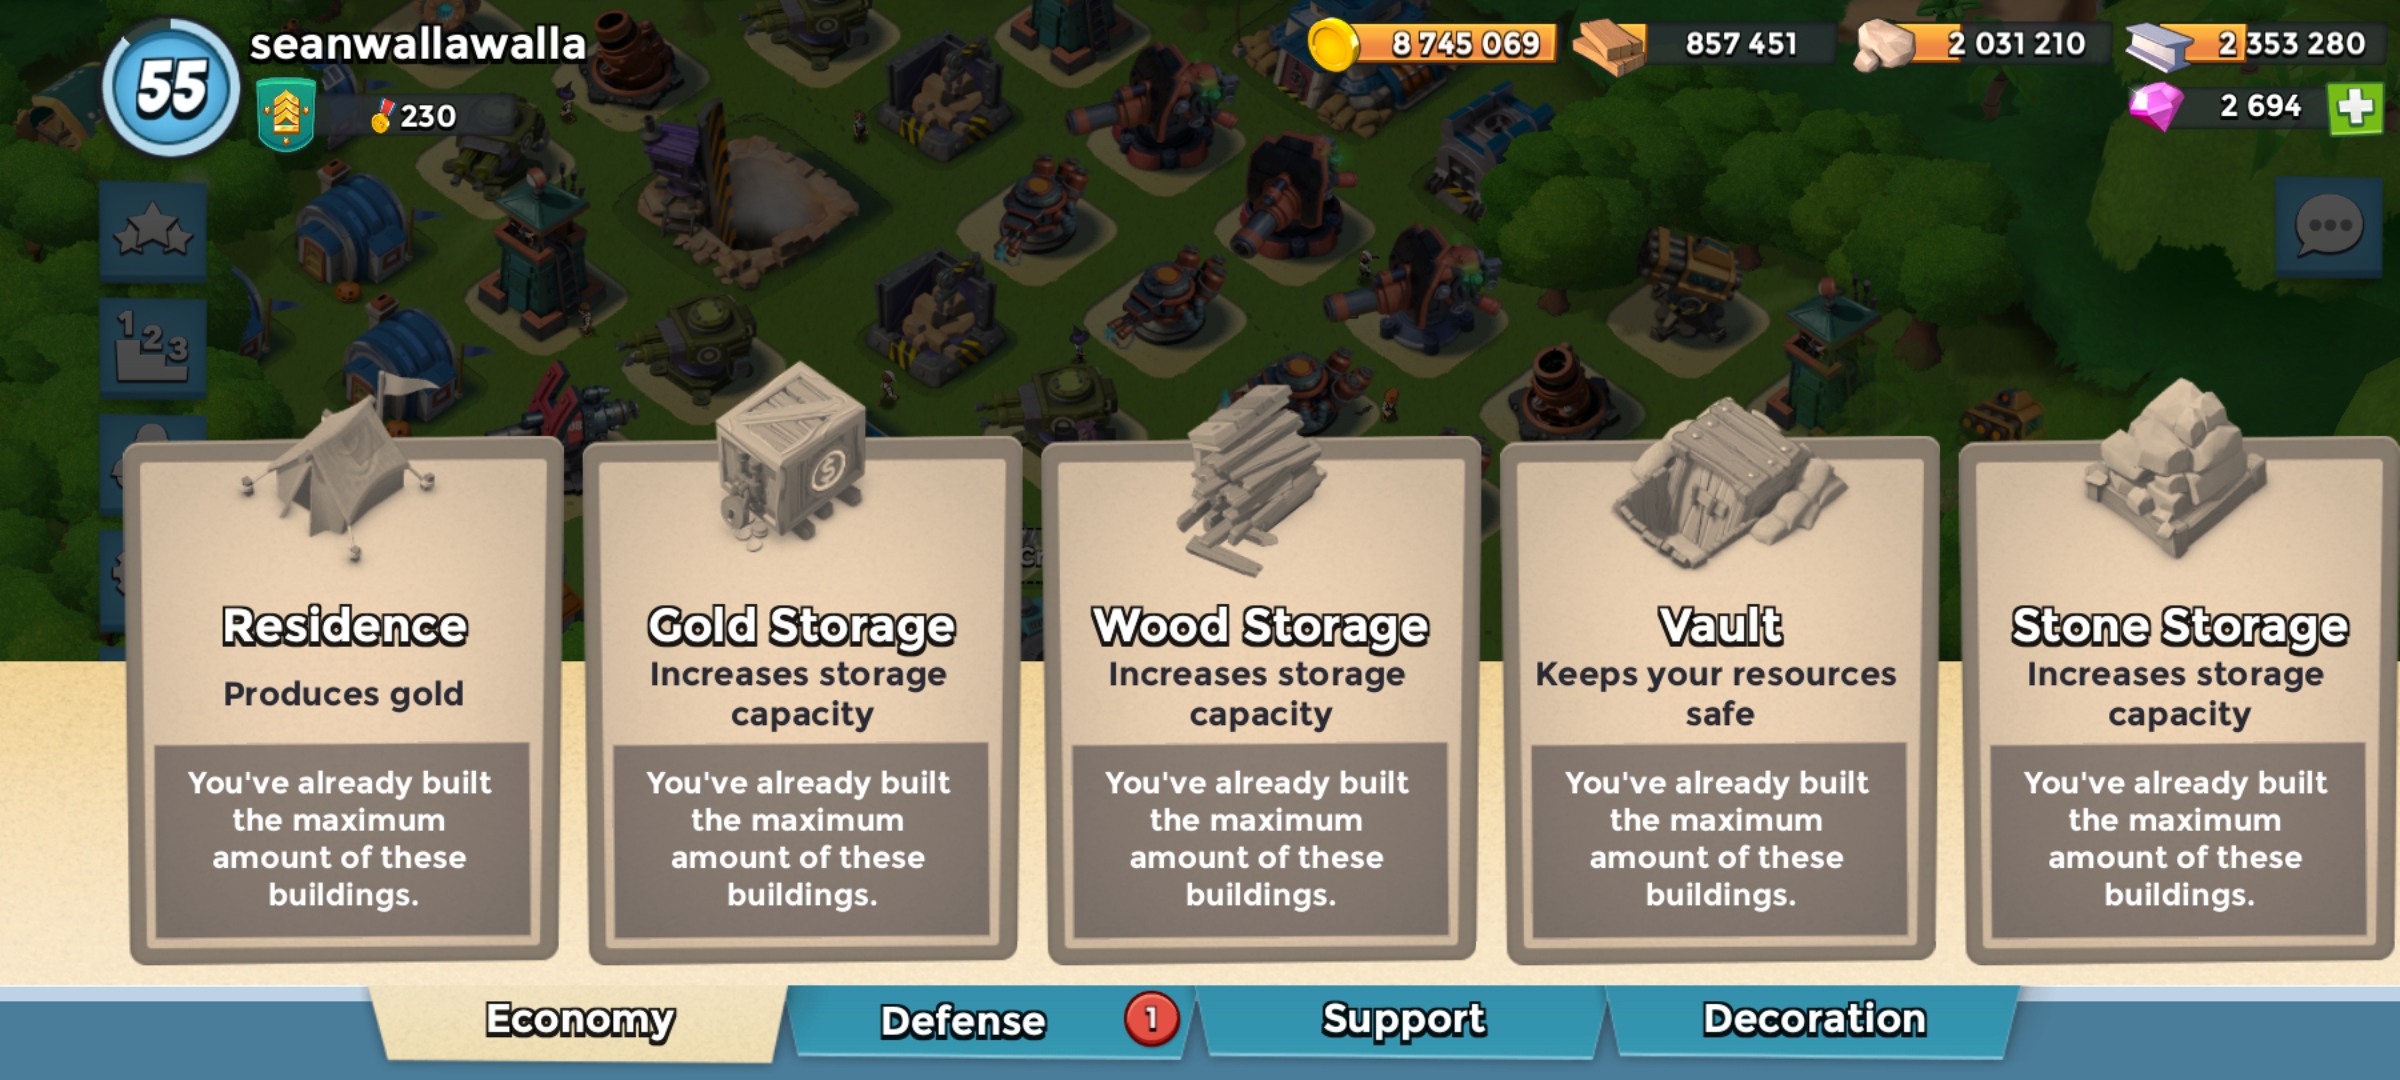 55
seanwallawalla
230
8 745 069
857 451
2 031 210
2 353 280
2 694
1 2 3
Residence
Produces gold
You've already built
the maximum
amount of these
buildings.
Gold Storage
Increases storage
capacity
You've already built
the maximum
amount of these
buildings.
Wood Storage
Increases storage
capacity
You've already built
the maximum
amount of these
buildings.
Vault
Keeps your resources
safe
You've already built
the maximum
amount of these
buildings.
Stone Storage
Increases storage
capacity
You've already built
the maximum
amount of these
buildings.
Economy
Defense
1
Support
Decoration